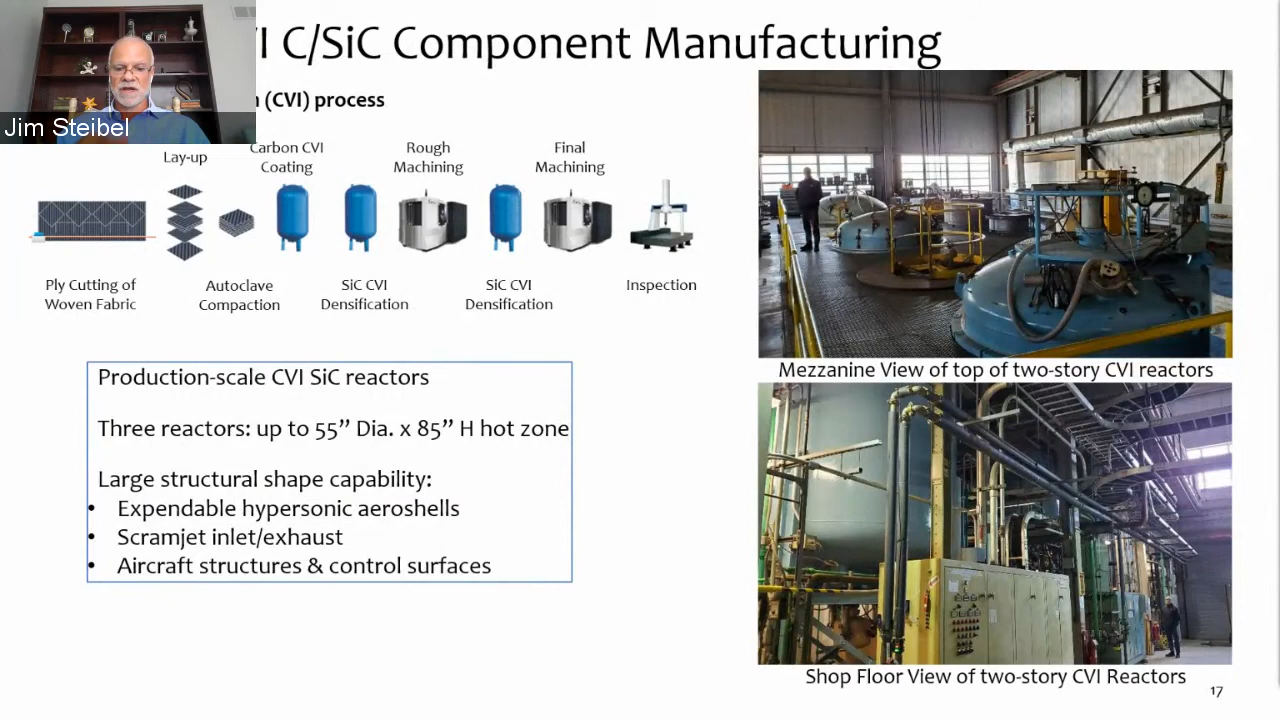 VI C/SiC Component Manufacturing
(CVI) process
Jim Steibel
Lay-up
Carbon CVI
Coating
Rough
Machining
Final
Machining
Ply Cutting of
Woven Fabric
Autoclave
Compaction
SiC CVI
Densification
SiC CVI
Densification
Inspection
Production-scale CVI SiC reactors
Three reactors: up to 55” Dia. x 85” H hot zone
Large structural shape capability:
• Expendable hypersonic aeroshells
• Scramjet inlet/exhaust
• Aircraft structures & control surfaces
Mezzanine View of top of two-story CVI reactors
Shop Floor View of two-story CVI Reactors
17